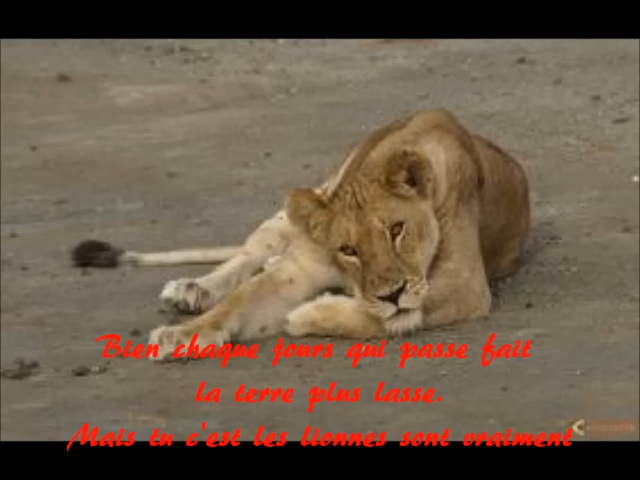 Bien chaque jours qui passe fait
la terre plus lasse.
Mais tu c'est les lionnes sont vraiment